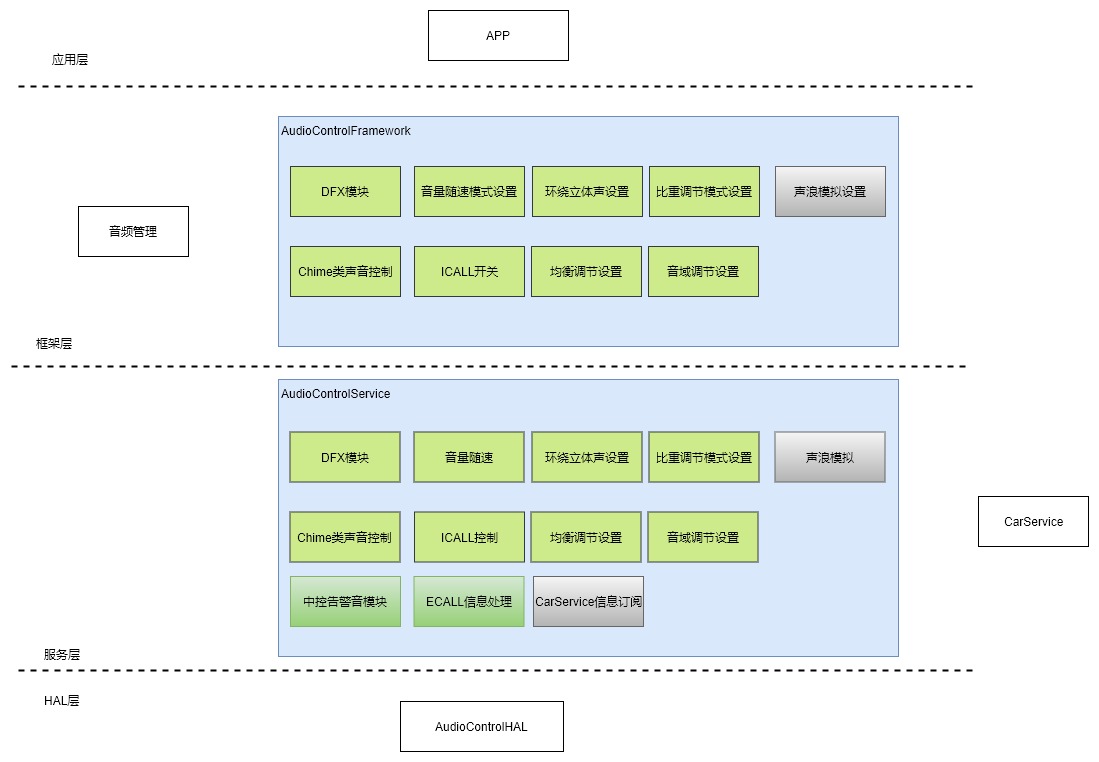 APP
应用层
AudioControlFramework
DFX模块
音量随速模式设置
环绕立体声设置
比重调节模式设置
声浪模拟设置
音频管理
Chime类声音控制
ICALL开关
均衡调节设置
音域调节设置
框架层
AudioControlService
DFX模块
音量随速
环绕立体声设置
比重调节模式设置
声浪模拟
CarService
Chime类声音控制
ICALL控制
均衡调节设置
音域调节设置
中控告警音模块
ECALL信息处理
CarService信息订阅
服务层
HAL层
AudioControlHAL